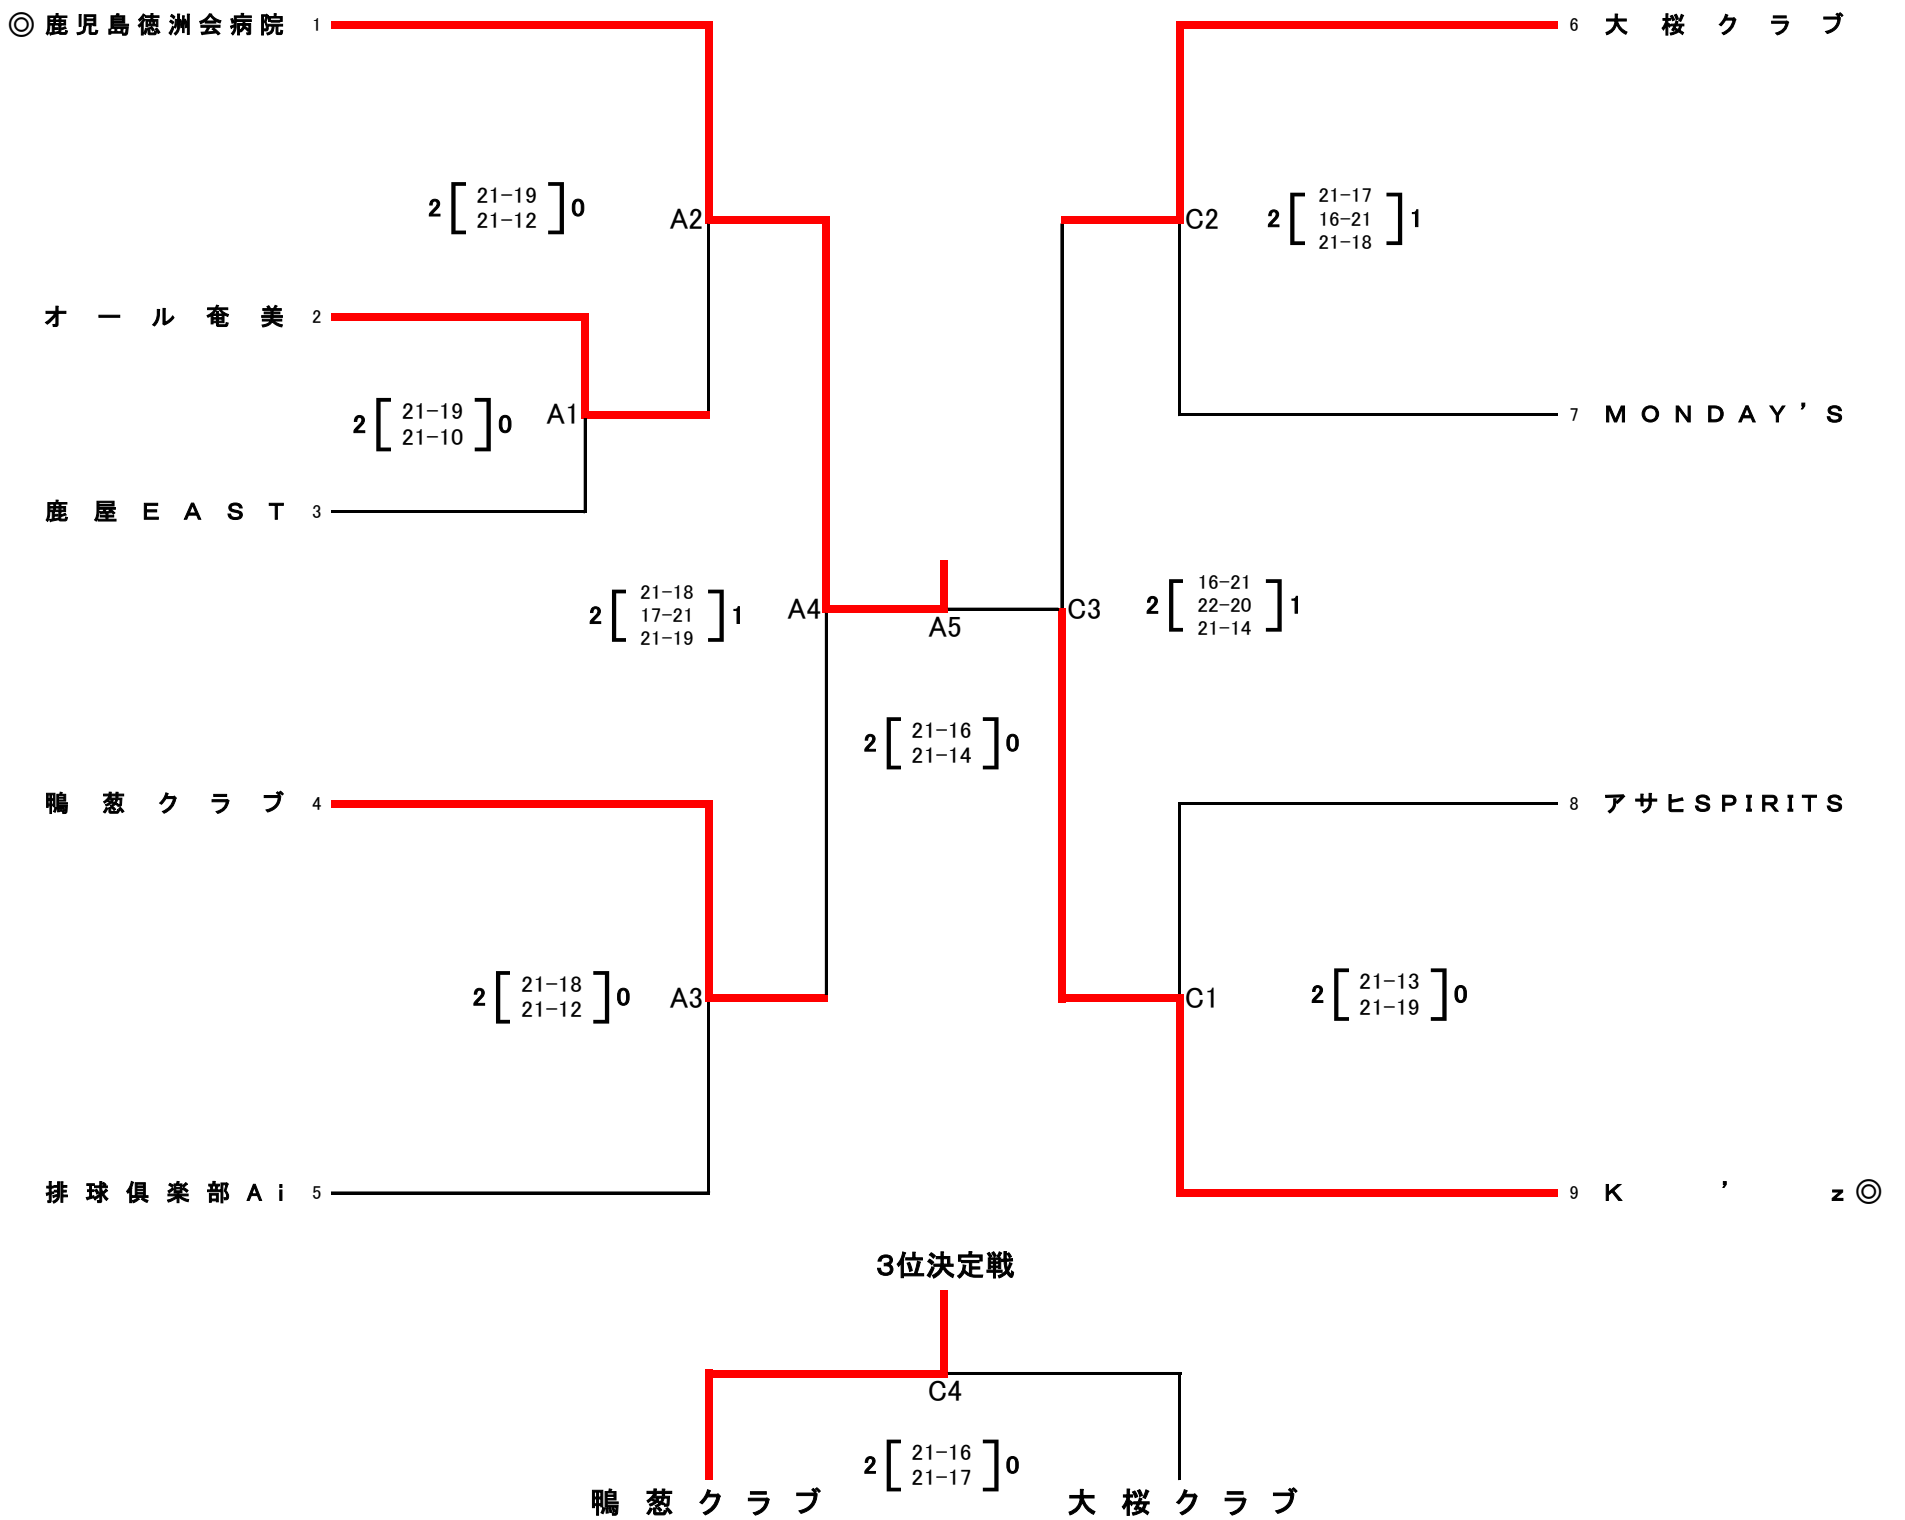 ◎鹿児島徳洲会病院 1
6 大桜クラブ
2 [ 21-19 ] 0
21-12
A2
C2
2 [ 21-17 ] 1
16-21
21-18
オール奄美 2
2 [ 21-19 ] 0
21-10
A1
7 MONDAY'S
鹿屋EAST 3
2 [ 21-18 ] 1
17-21
21-19
A4
A5
C3
2 [ 16-21 ] 1
22-20
21-14
2 [ 21-16 ] 0
21-14
鴨葱クラブ 4
8 アサヒSPIRITS
2 [ 21-18 ] 0
21-12
A3
C1
2 [ 21-13 ] 0
21-19
排球倶楽部Ai 5
9 K'z◎
3位決定戦
C4
2 [ 21-16 ] 0
21-17
鴨葱クラブ
大桜クラブ